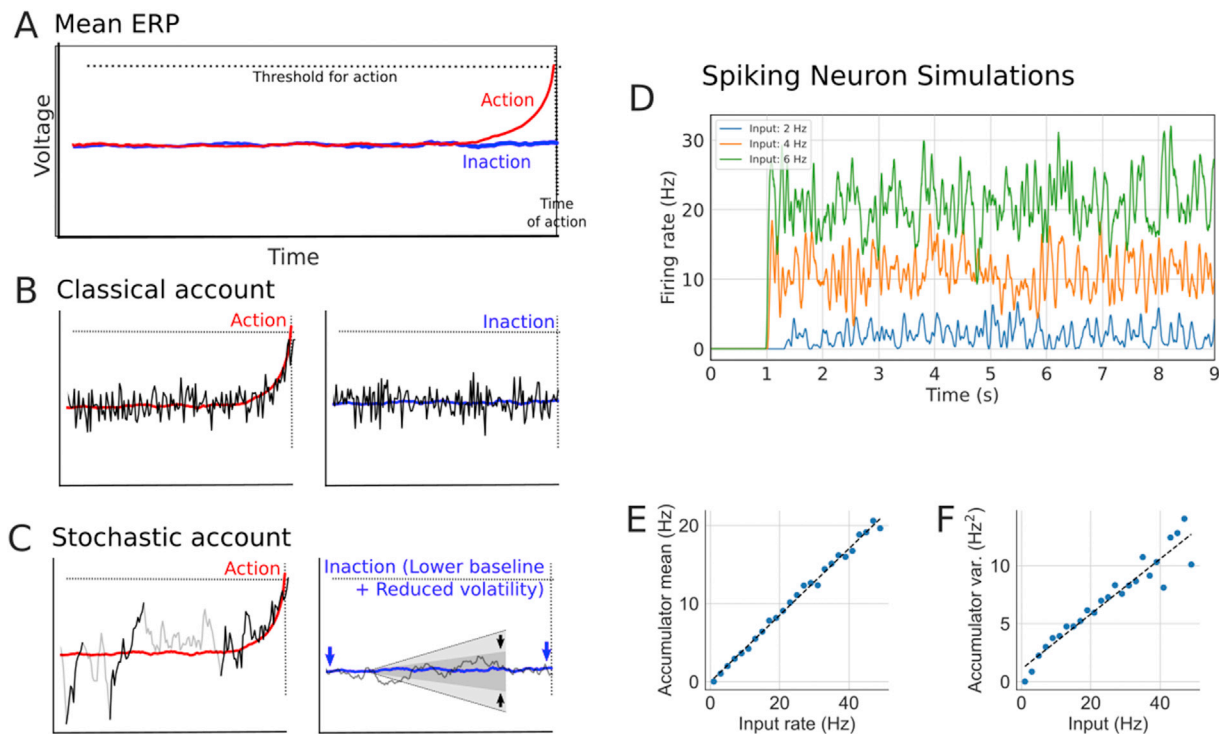 A Mean ERP
Threshold for action
Action
Inaction
Voltage
Time
of action
Time
B Classical account
Action
Inaction
C Stochastic account
Action
Inaction (Lower baseline
+ Reduced volatility)
Spiking Neuron Simulations
D
Input: 2 Hz
Input: 4 Hz
Input: 6 Hz
Firing rate (Hz)
30
20
10
0
0 1 2 3 4 5 6 7 8 9
Time (s)
E
Accumulator mean (Hz)
20
10
0
0 20 40
Input rate (Hz)
F
Accumulator var. (Hz²)
10
5
0
0 20 40
Input (Hz)